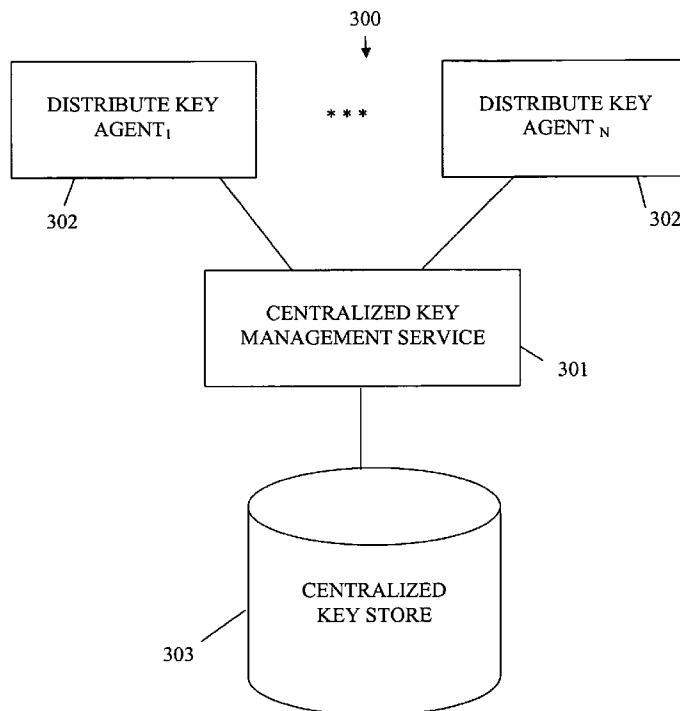 300
DISTRIBUTE KEY
AGENT1
* * *
DISTRIBUTE KEY
AGENT N
302
302
CENTRALIZED KEY
MANAGEMENT SERVICE
301
CENTRALIZED
KEY STORE
303